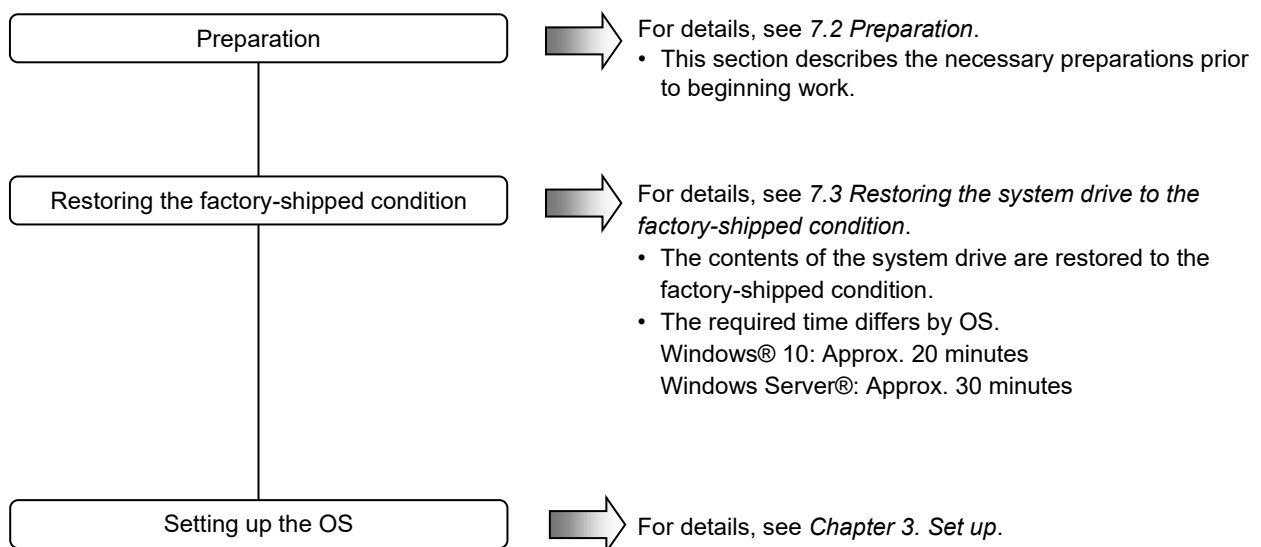 Preparation
For details, see 7.2 Preparation.
• This section describes the necessary preparations prior
to beginning work.
Restoring the factory-shipped condition
For details, see 7.3 Restoring the system drive to the
factory-shipped condition.
• The contents of the system drive are restored to the
factory-shipped condition.
• The required time differs by OS.
Windows® 10: Approx. 20 minutes
Windows Server®: Approx. 30 minutes
Setting up the OS
For details, see Chapter 3. Set up.